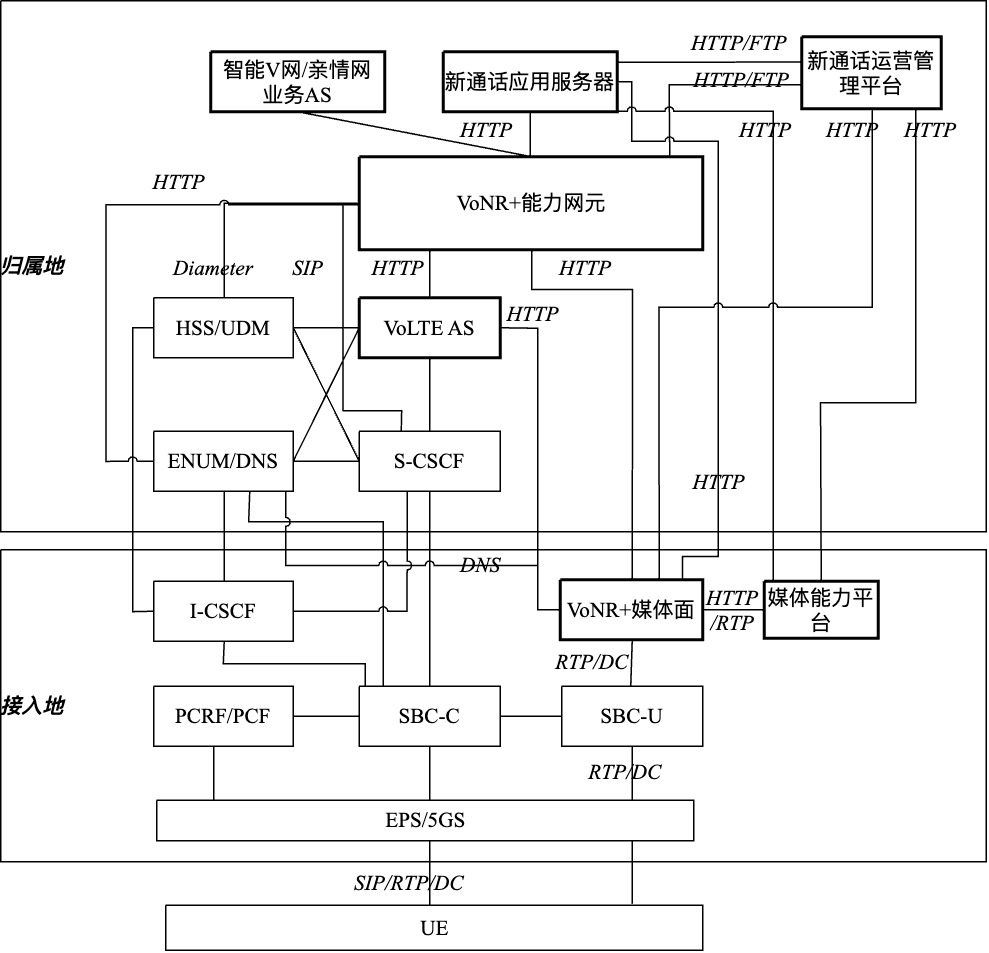 HTTP/FTP
智能V网/亲情网
业务AS
新通话应用服务器
HTTP/FTP
新通话运营管
理平台
HTTP
HTTP
HTTP
HTTP
HTTP
VoNR+能力网元
归属地
Diameter
SIP
HTTP
HTTP
HSS/UDM
VoLTE AS
HTTP
ENUM/DNS
S-CSCF
HTTP
DNS
I-CSCF
VoNR+媒体面
HTTP
/RTP
媒体能力平
台
RTP/DC
接入地
PCRF/PCF
SBC-C
SBC-U
RTP/DC
EPS/5GS
SIP/RTP/DC
UE